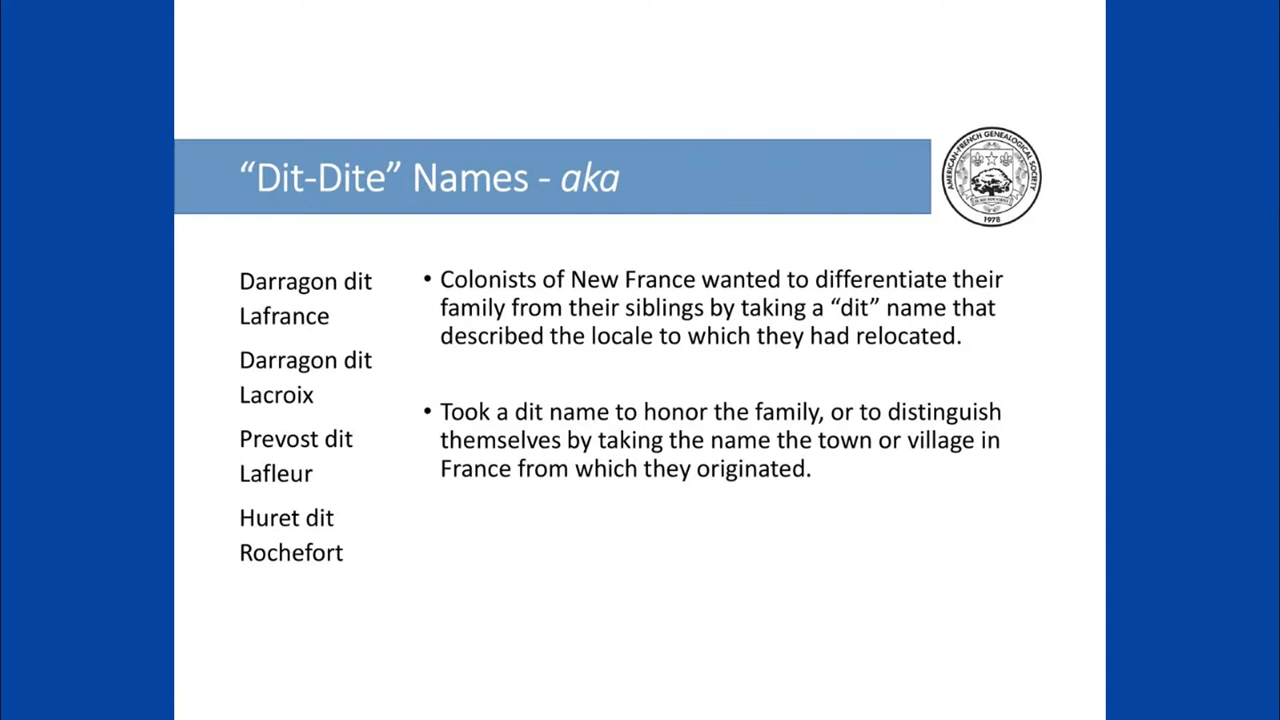 “Dit-Dite” Names - aka
AMERICAN-FRENCH GENEALOGICAL SOCIETY
1978
Darragon dit
Lafrance
Darragon dit
Lacroix
Prevost dit
Lafleur
Huret dit
Rochefort
• Colonists of New France wanted to differentiate their
family from their siblings by taking a “dit” name that
described the locale to which they had relocated.
• Took a dit name to honor the family, or to distinguish
themselves by taking the name the town or village in
France from which they originated.